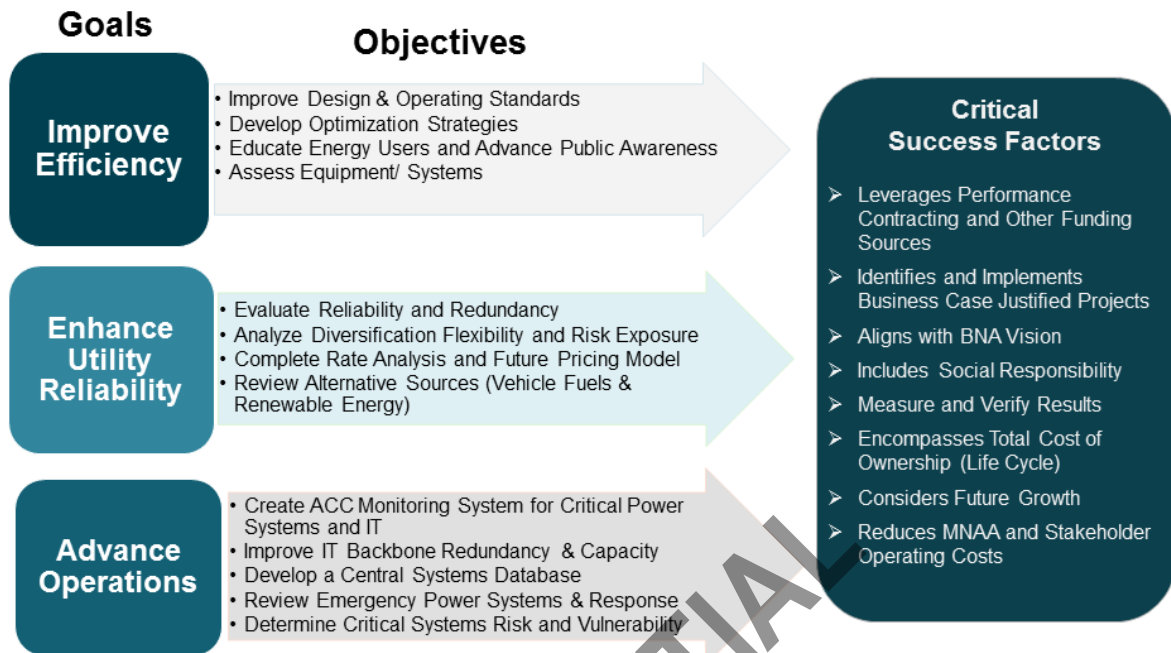 Goals
Objectives
Improve
Efficiency
• Improve Design & Operating Standards
• Develop Optimization Strategies
• Educate Energy Users and Advance Public Awareness
• Assess Equipment/ Systems
Enhance
Utility
Reliability
• Evaluate Reliability and Redundancy
• Analyze Diversification Flexibility and Risk Exposure
• Complete Rate Analysis and Future Pricing Model
• Review Alternative Sources (Vehicle Fuels &
Renewable Energy)
Advance
Operations
• Create ACC Monitoring System for Critical Power
Systems and IT
• Improve IT Backbone Redundancy & Capacity
• Develop a Central Systems Database
• Review Emergency Power Systems & Response
• Determine Critical Systems Risk and Vulnerability
Critical
Success Factors
➢ Leverages Performance
Contracting and Other Funding
Sources
➢ Identifies and Implements
Business Case Justified Projects
➢ Aligns with BNA Vision
➢ Includes Social Responsibility
➢ Measure and Verify Results
➢ Encompasses Total Cost of
Ownership (Life Cycle)
➢ Considers Future Growth
➢ Reduces MNAA and Stakeholder
Operating Costs
TIAL